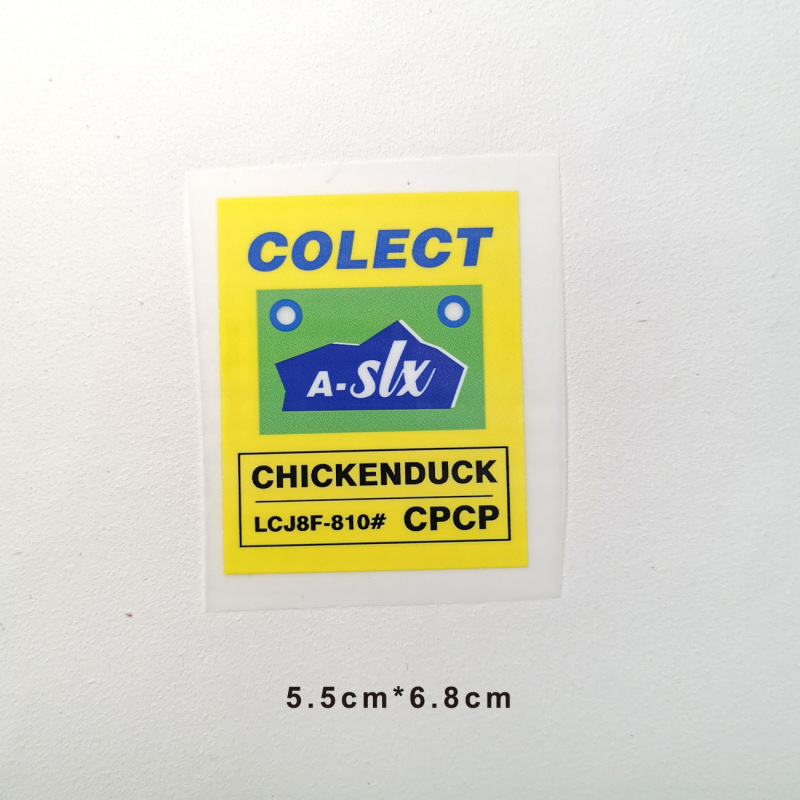 COLECT
A-slx
CHICKENDUCK
LCJ8F-810# CPCP
5.5cm*6.8cm